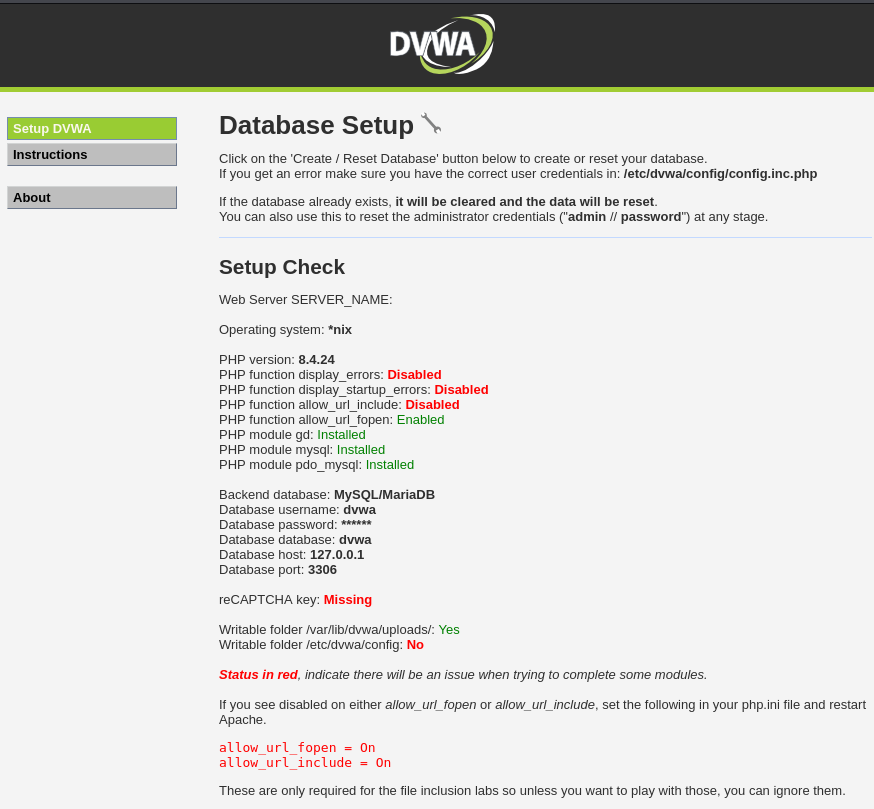 DVWA
Setup DVWA
Instructions
About
Database Setup
Click on the 'Create / Reset Database' button below to create or reset your database.
If you get an error make sure you have the correct user credentials in: /etc/dvwa/config/config.inc.php
If the database already exists, it will be cleared and the data will be reset.
You can also use this to reset the administrator credentials ("admin // password") at any stage.
Setup Check
Web Server SERVER_NAME:
Operating system: *nix
PHP version: 8.4.24
PHP function display_errors: Disabled
PHP function display_startup_errors: Disabled
PHP function allow_url_include: Disabled
PHP function allow_url_fopen: Enabled
PHP module gd: Installed
PHP module mysql: Installed
PHP module pdo_mysql: Installed
Backend database: MySQL/MariaDB
Database username: dvwa
Database password: ******
Database database: dvwa
Database host: 127.0.0.1
Database port: 3306
reCAPTCHA key: Missing
Writable folder /var/lib/dvwa/uploads/: Yes
Writable folder /etc/dvwa/config: No
Status in red, indicate there will be an issue when trying to complete some modules.
If you see disabled on either allow_url_fopen or allow_url_include, set the following in your php.ini file and restart
Apache.
allow_url_fopen = On
allow_url_include = On
These are only required for the file inclusion labs so unless you want to play with those, you can ignore them.